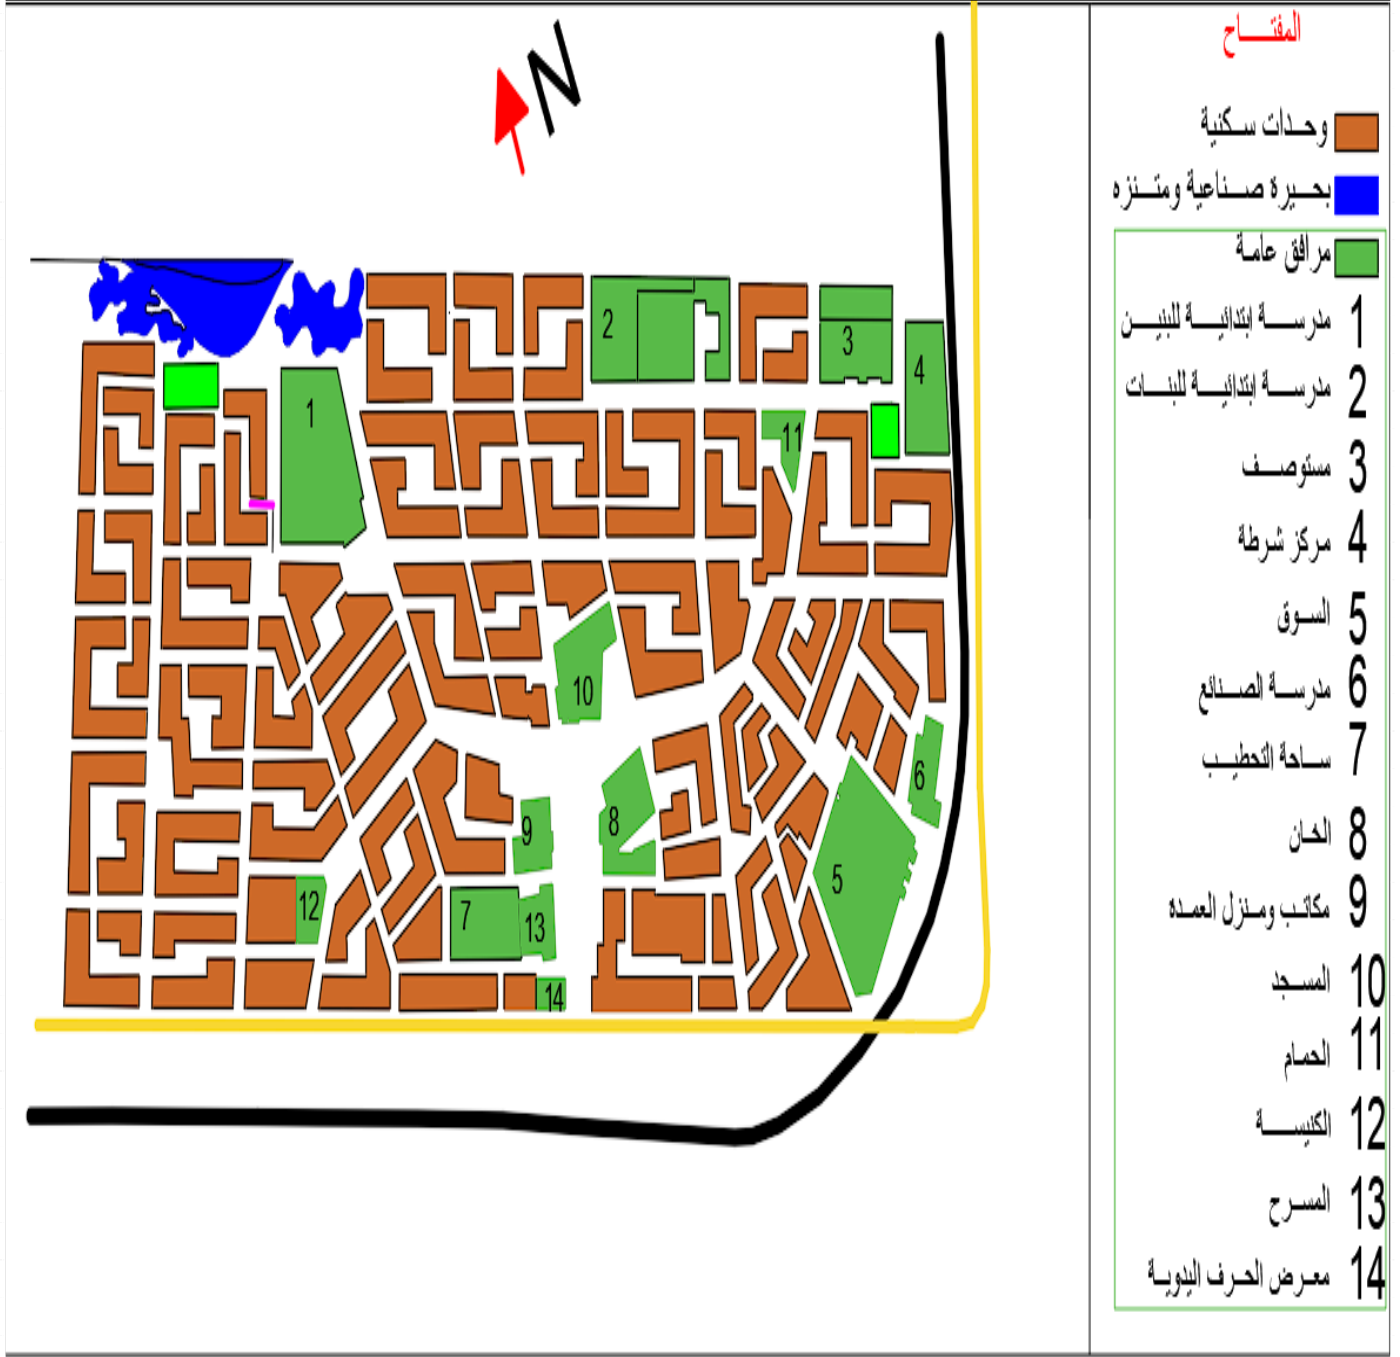 N
المفتاح
وحدات سكنية
بحيرة صناعية ومتنزه
مرافق عامة
1 مدرسة ابتدائية للبنين
2 مدرسة ابتدائية للبنات
3 مستوصف
4 مركز شرطة
5 السوق
6 مدرسة الصنائع
7 ساحة التحطيب
8 الخان
9 مكاتب ومنزل العمده
10 المسجد
11 الحمام
12 الكنيسة
13 المسرح
14 معرض الحرف اليدوية
2
3
4
1
11
10
6
9
8
5
12
7
13
14